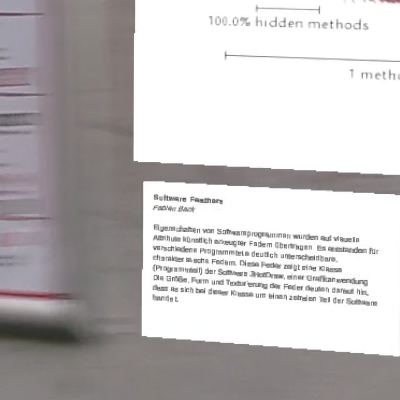 100.0% hidden methods
1 metho
Software Feathers
Fabian Beck
Eigenschaften von Softwareprogrammen wurden auf visuelle
Attribute künstlich erzeugter Federn übertragen. Es entstanden für
verschiedene Programmteile deutlich unterscheidbare,
charakteristische Federn. Diese Feder zeigt eine Klasse
(Programmteil) der Software JHotDraw, einer Grafikanwendung
Die Größe, Form und Texturierung der Feder deuten darauf hin,
dass es sich bei dieser Klasse um einen zentralen Teil der Software
handelt.